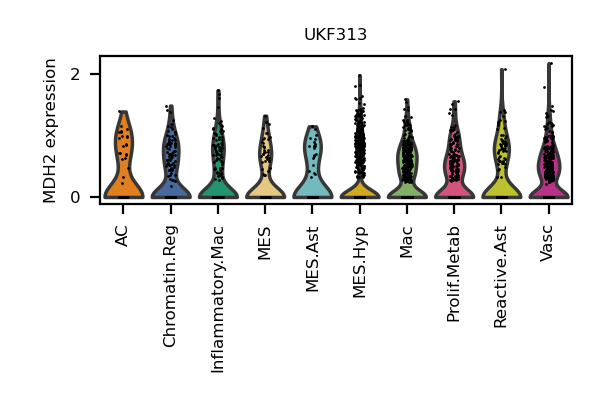 UKF313
MDH2 expression
2
0
AC
Chromatin.Reg
Inflammatory.Mac
MES
MES.Ast
MES.Hyp
Mac
Prolif.Metab
Reactive.Ast
Vasc